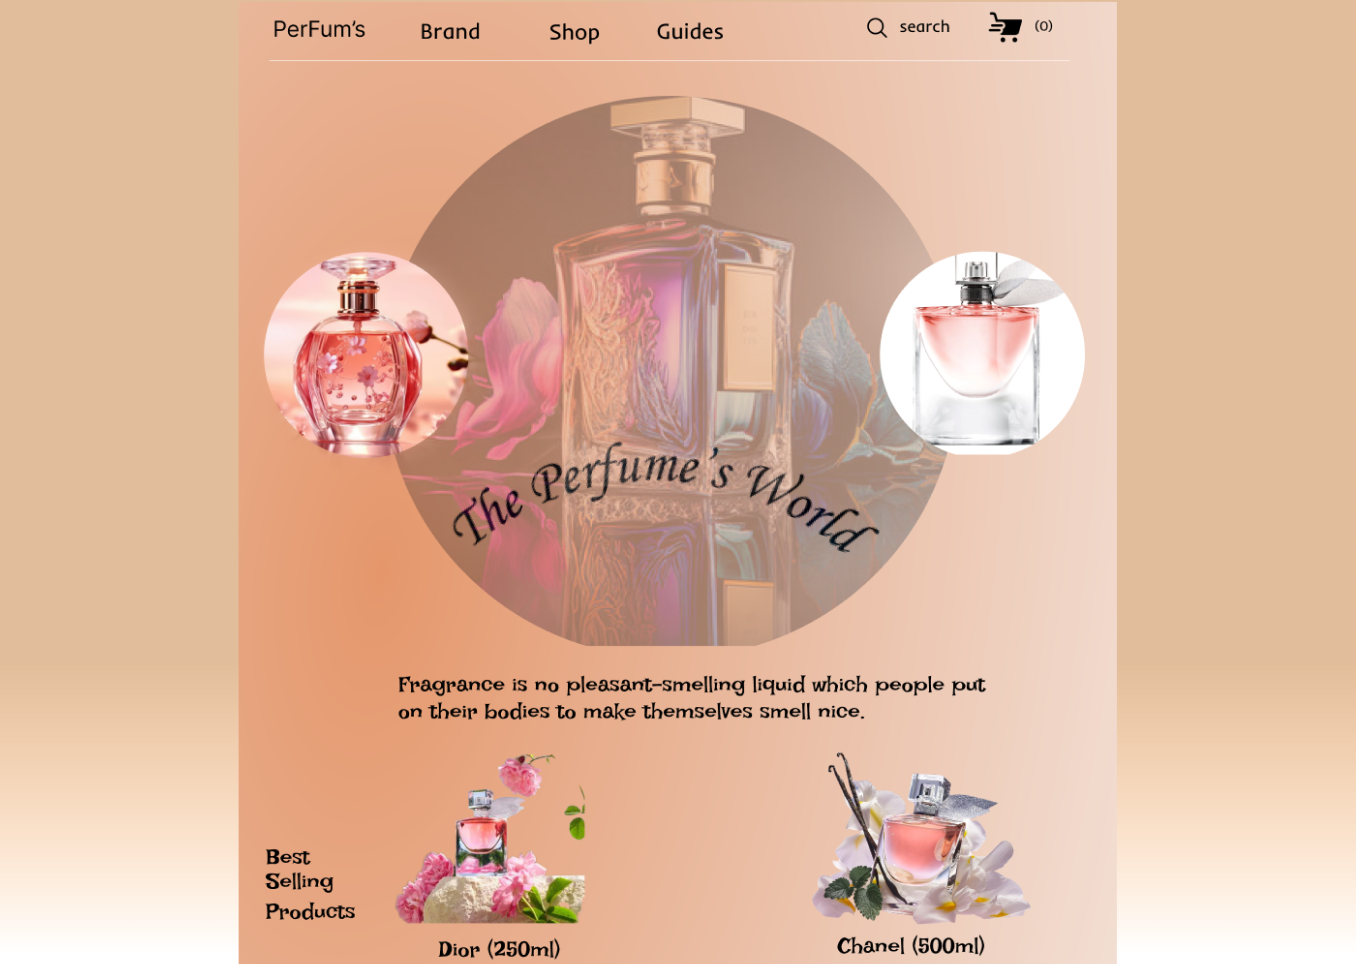 PerFum's
Brand
Shop
Guides
search
(0)
The Perfume's World
Fragrance is no pleasant-smelling liquid which people put
on their bodies to make themselves smell nice.
Best
Selling
Products
Dior (250ml)
Chanel (500ml)